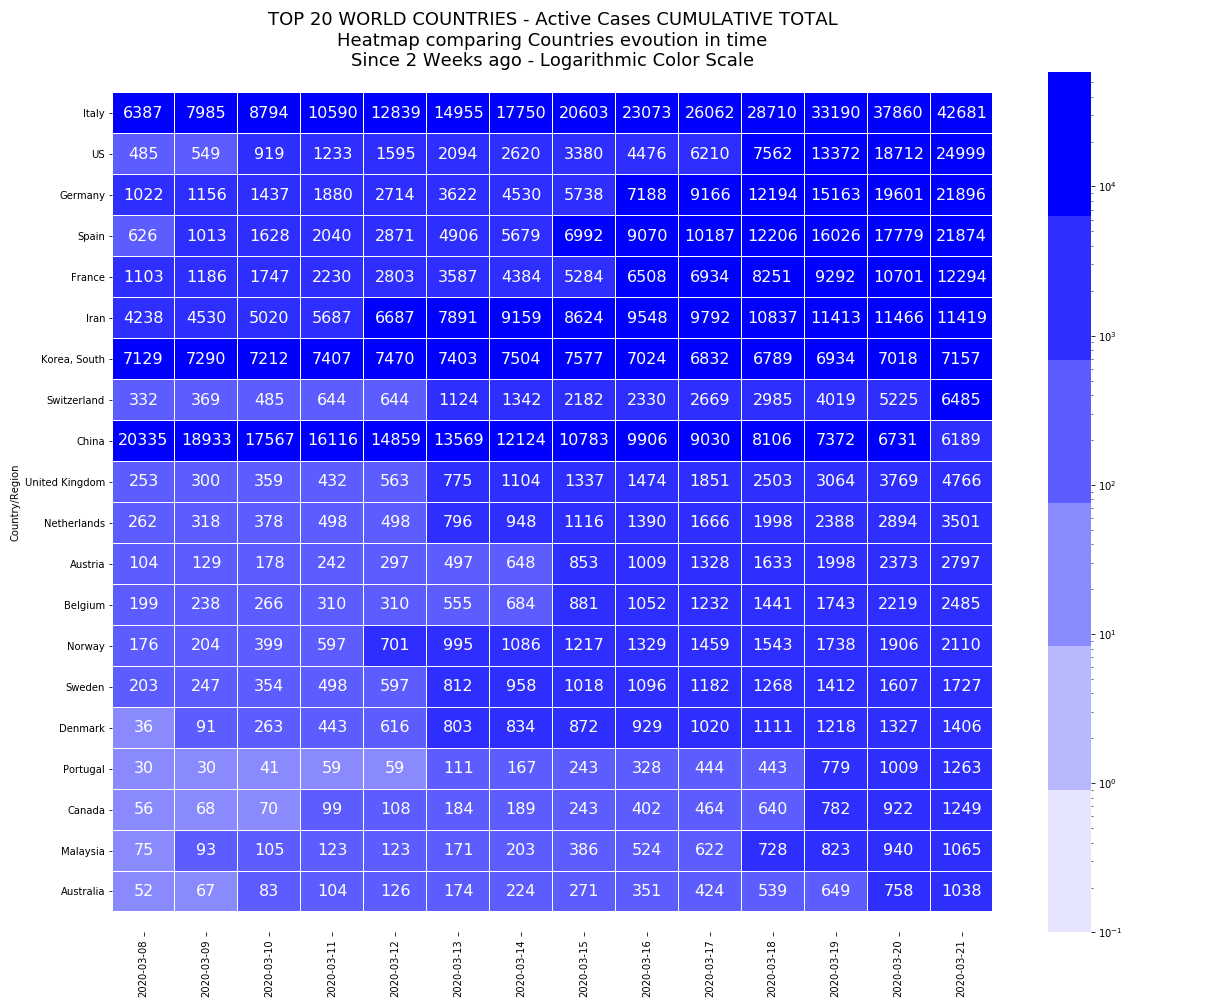 TOP 20 WORLD COUNTRIES - Active Cases CUMULATIVE TOTAL
Heatmap comparing Countries evoution in time
Since 2 Weeks ago - Logarithmic Color Scale
Italy 6387 7985 8794 10590 12839 14955 17750 20603 23073 26062 28710 33190 37860 42681
US 485 549 919 1233 1595 2094 2620 3380 4476 6210 7562 13372 18712 24999
Germany 1022 1156 1437 1880 2714 3622 4530 5738 7188 9166 12194 15163 19601 21896
Spain 626 1013 1628 2040 2871 4906 5679 6992 9070 10187 12206 16026 17779 21874
France 1103 1186 1747 2230 2803 3587 4384 5284 6508 6934 8251 9292 10701 12294
Iran 4238 4530 5020 5687 6687 7891 9159 8624 9548 9792 10837 11413 11466 11419
Korea, South 7129 7290 7212 7407 7470 7403 7504 7577 7024 6832 6789 6934 7018 7157
Switzerland 332 369 485 644 644 1124 1342 2182 2330 2669 2985 4019 5225 6485
China 20335 18933 17567 16116 14859 13569 12124 10783 9906 9030 8106 7372 6731 6189
United Kingdom 253 300 359 432 563 775 1104 1337 1474 1851 2503 3064 3769 4766
Netherlands 262 318 378 498 498 796 948 1116 1390 1666 1998 2388 2894 3501
Austria 104 129 178 242 297 497 648 853 1009 1328 1633 1998 2373 2797
Belgium 199 238 266 310 310 555 684 881 1052 1232 1441 1743 2219 2485
Norway 176 204 399 597 701 995 1086 1217 1329 1459 1543 1738 1906 2110
Sweden 203 247 354 498 597 812 958 1018 1096 1182 1268 1412 1607 1727
Denmark 36 91 263 443 616 803 834 872 929 1020 1111 1218 1327 1406
Portugal 30 30 41 59 59 111 167 243 328 444 443 779 1009 1263
Canada 56 68 70 99 108 184 189 243 402 464 640 782 922 1249
Malaysia 75 93 105 123 123 171 203 386 524 622 728 823 940 1065
Australia 52 67 83 104 126 174 224 271 351 424 539 649 758 1038
2020-03-08 2020-03-09 2020-03-10 2020-03-11 2020-03-12 2020-03-13 2020-03-14 2020-03-15 2020-03-16 2020-03-17 2020-03-18 2020-03-19 2020-03-20 2020-03-21
Country/Region
10⁴
10³
10²
10¹
10⁰
10⁻¹